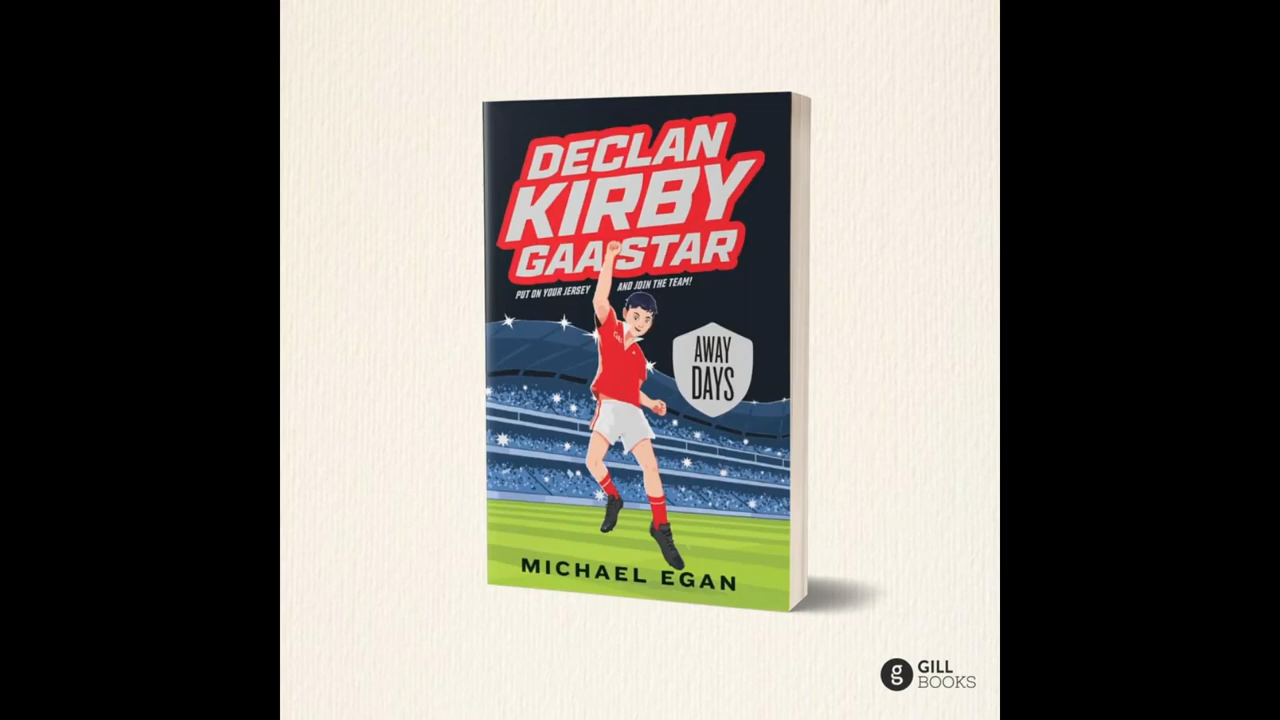 DECLAN
KIRBY
GAA STAR
PUT ON YOUR JERSEY AND JOIN THE TEAM!
AWAY
DAYS
MICHAEL EGAN
g
GILL
BOOKS